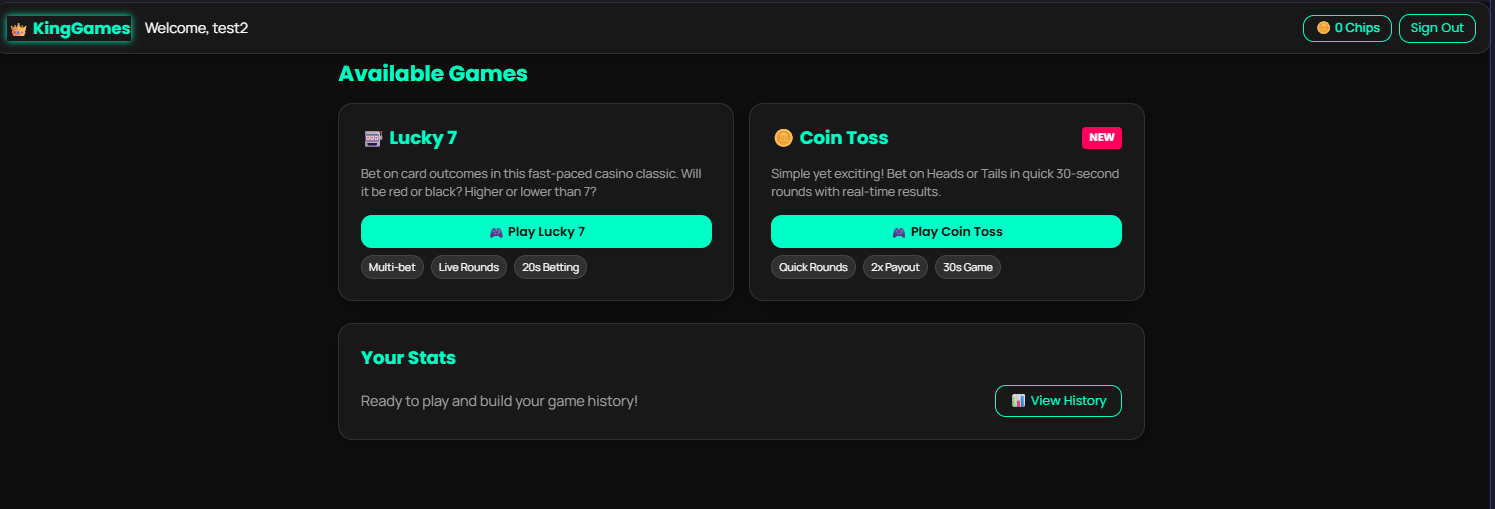 KingGames Welcome, test2 0 Chips Sign Out
Available Games
Lucky 7
Bet on card outcomes in this fast-paced casino classic. Will
it be red or black? Higher or lower than 7?
Play Lucky 7
Multi-bet Live Rounds 20s Betting
Coin Toss NEW
Simple yet exciting! Bet on Heads or Tails in quick 30-second
rounds with real-time results.
Play Coin Toss
Quick Rounds 2x Payout 30s Game
Your Stats
Ready to play and build your game history! View History